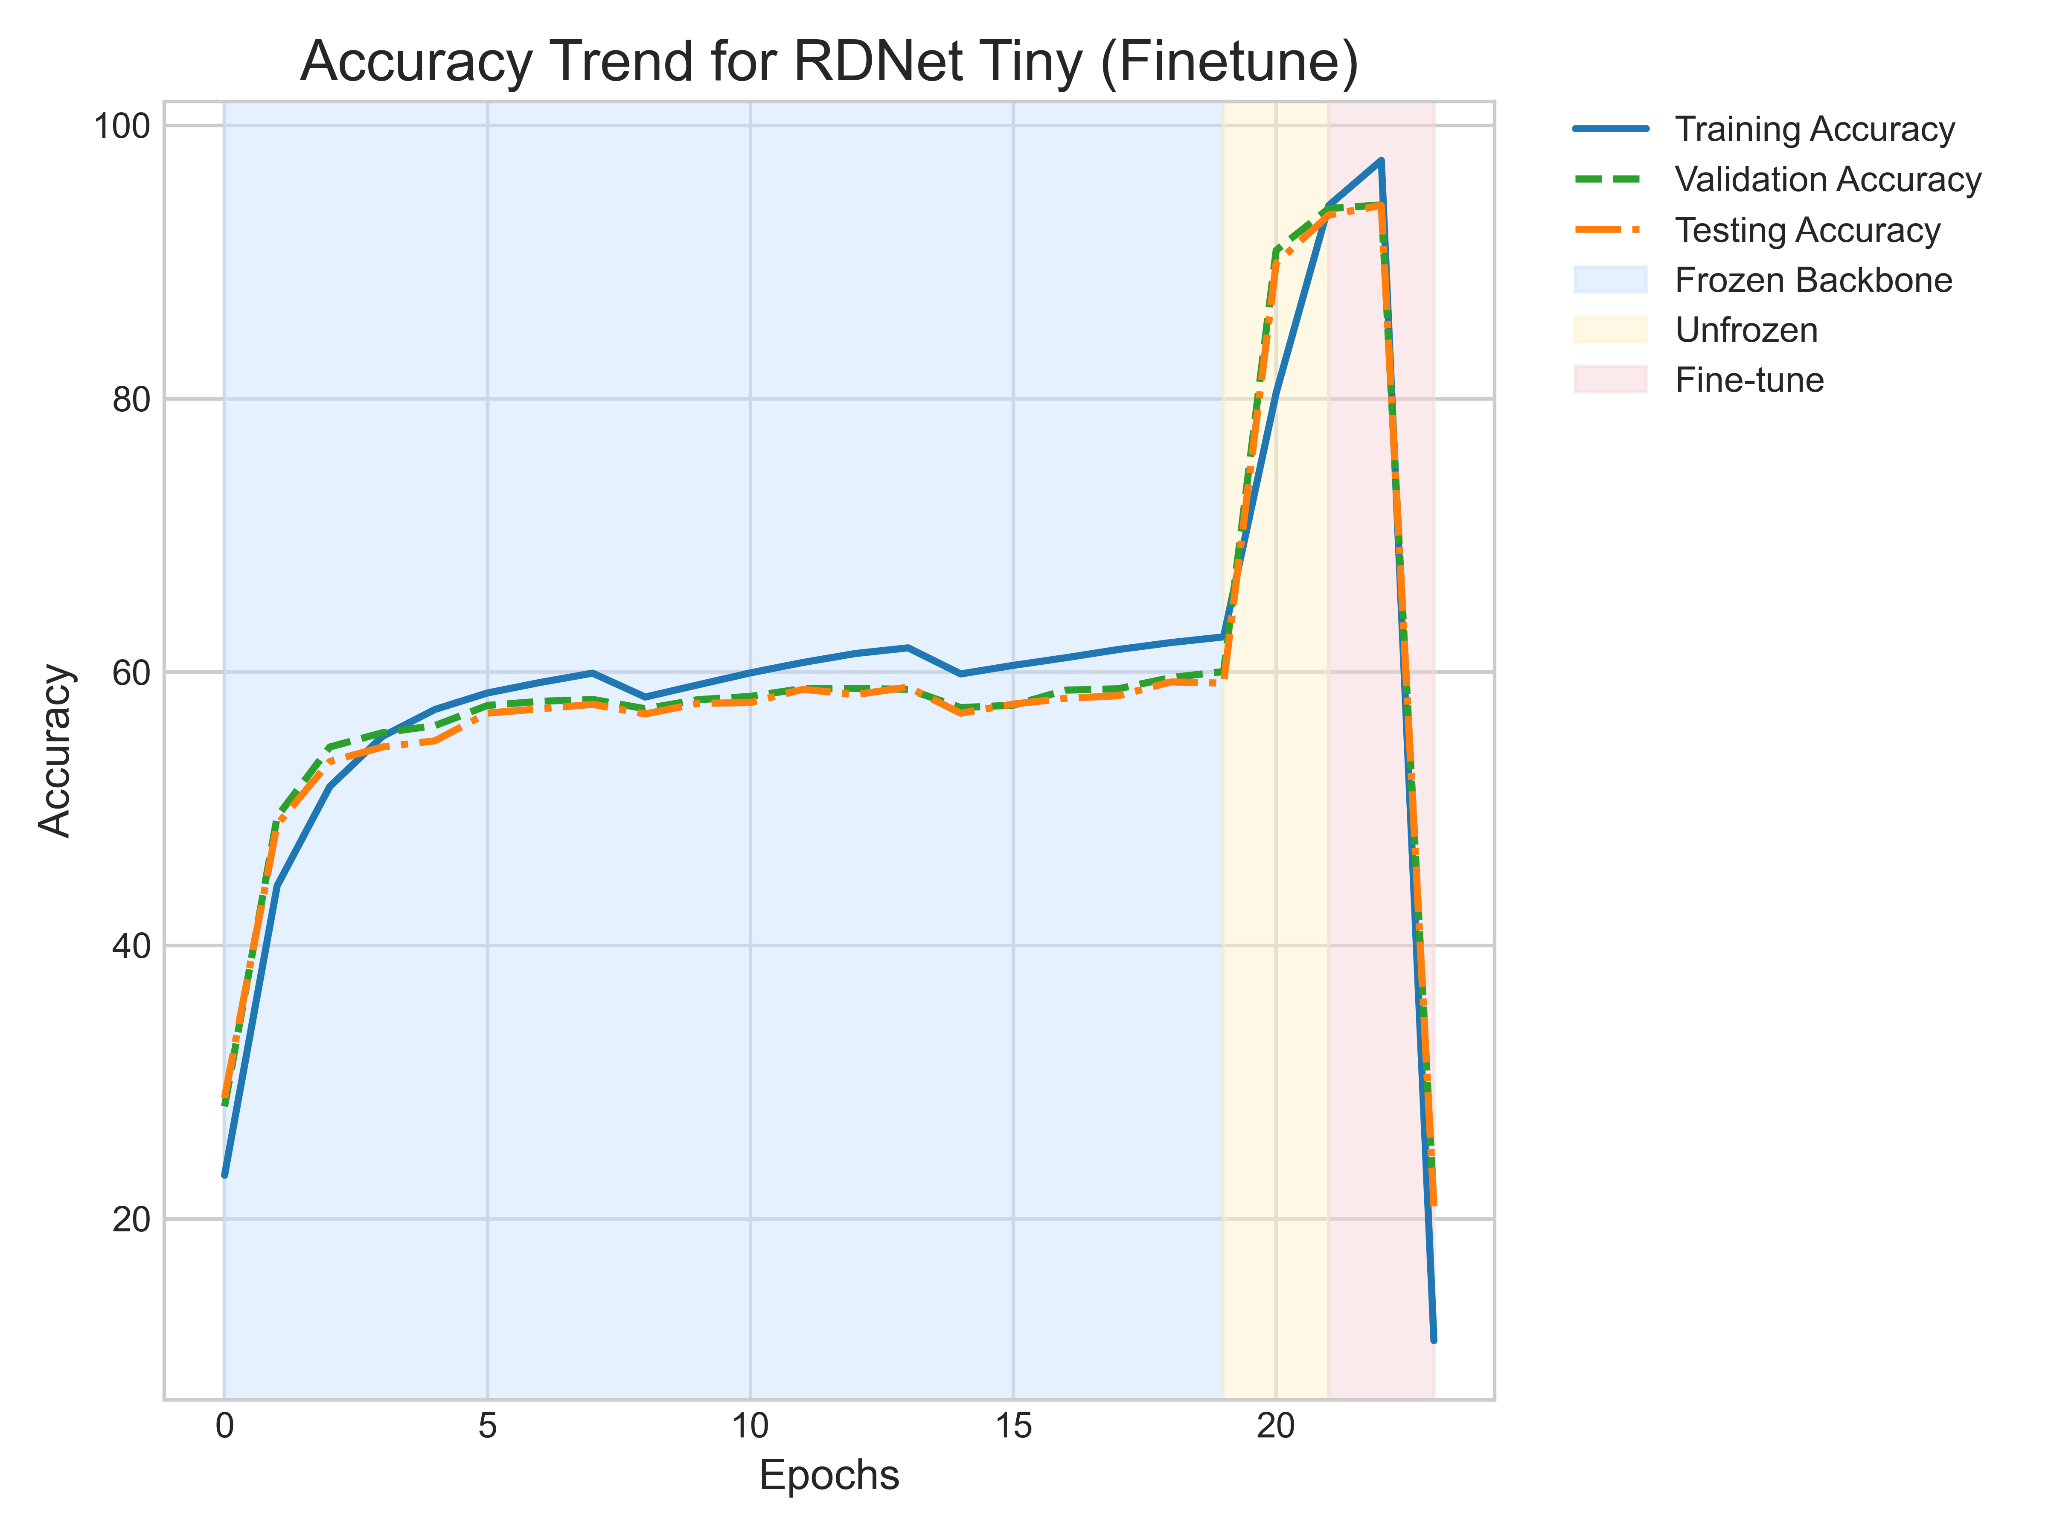 Accuracy Trend for RDNet Tiny (Finetune)
100
80
60
40
20
Accuracy
0 5 10 15 20
Epochs
Training Accuracy
Validation Accuracy
Testing Accuracy
Frozen Backbone
Unfrozen
Fine-tune